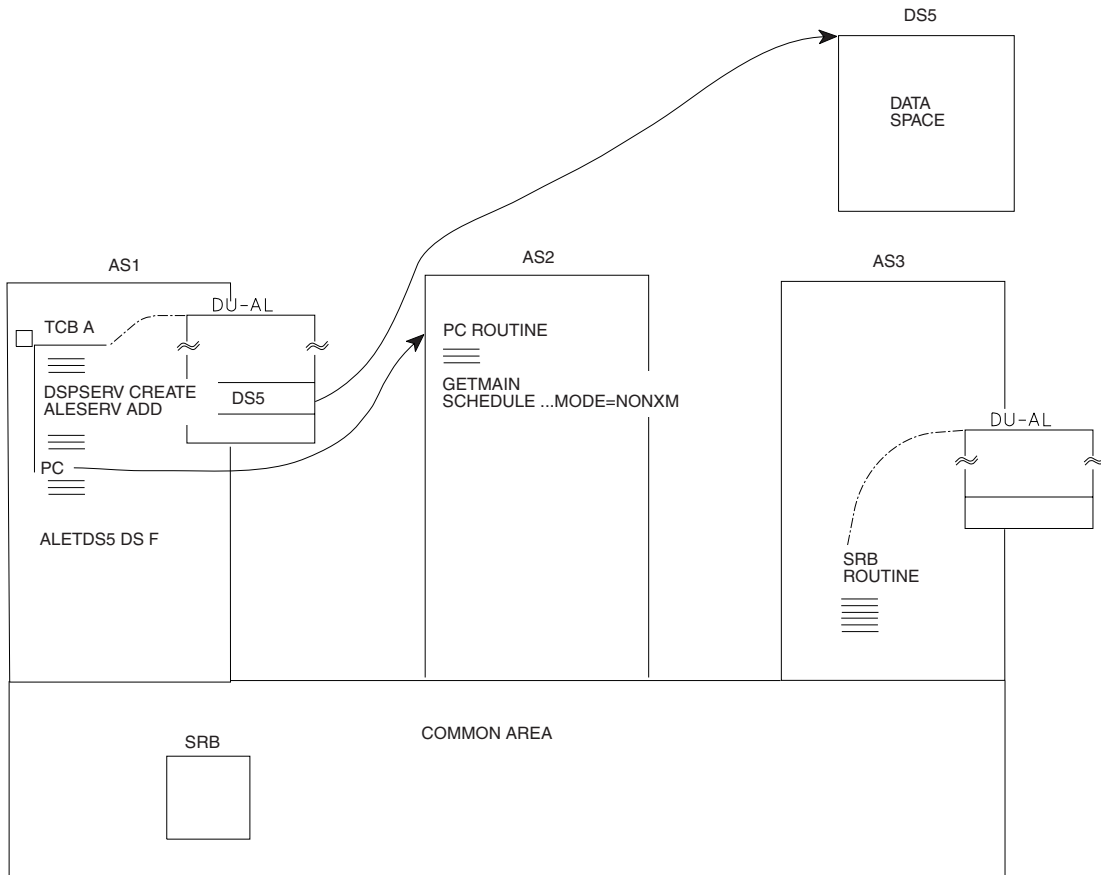 DS5
DATA
SPACE
AS1
AS2
AS3
DU-AL
TCB A
DSPSERV CREATE
ALESERV ADD
DS5
PC
ALETDS5 DS F
PC ROUTINE
GETMAIN
SCHEDULE ...MODE=NONXM
DU-AL
SRB
ROUTINE
COMMON AREA
SRB